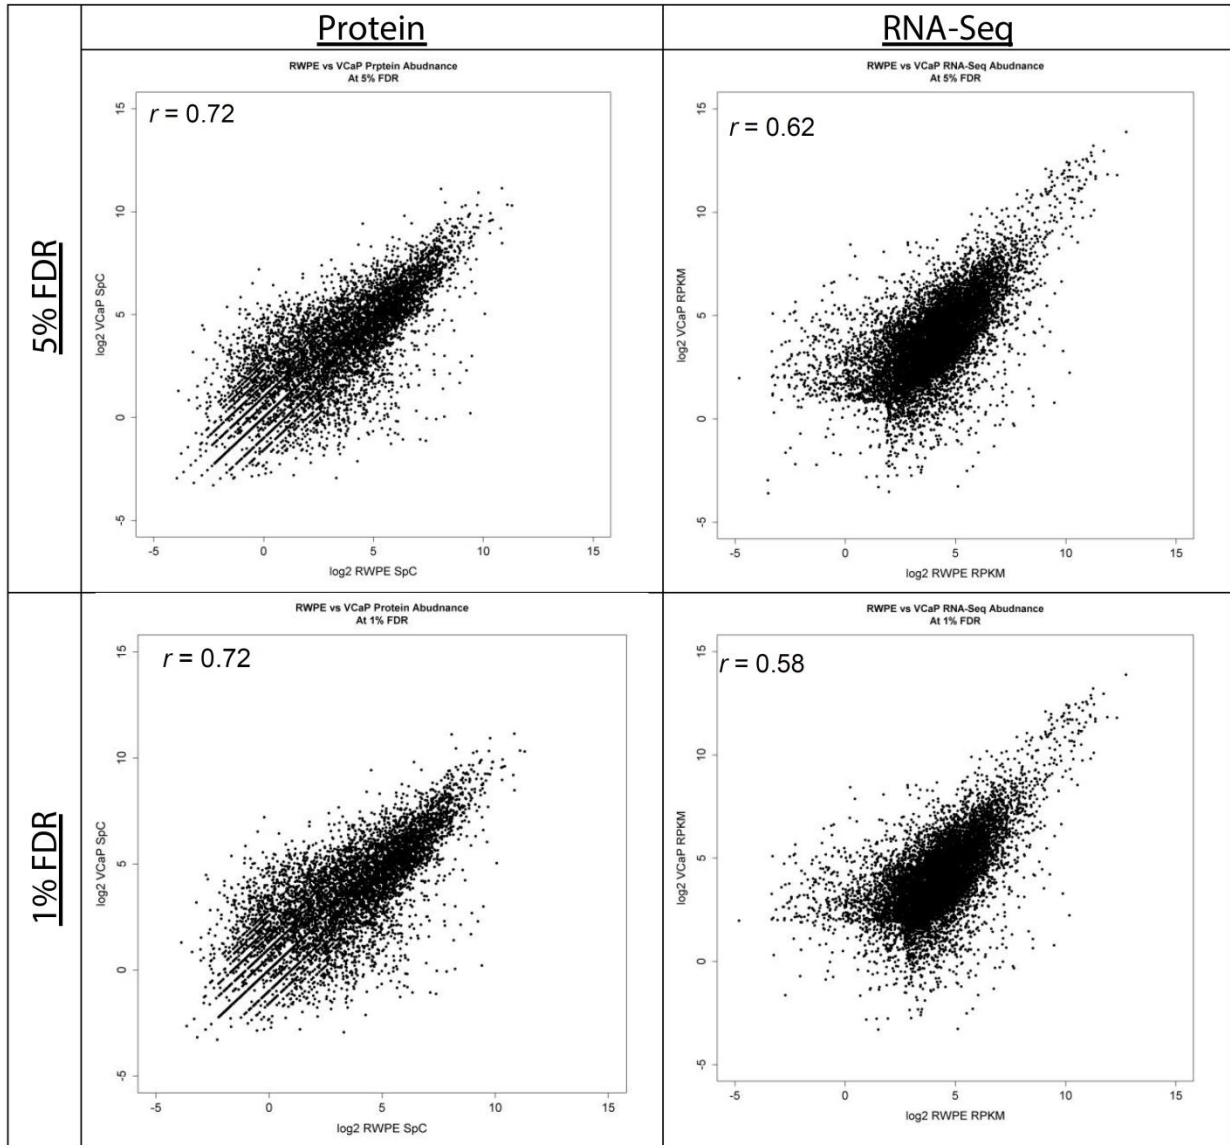 Protein
RNA-Seq
5% FDR
RWPE vs VCaP Prptein Abudnance
At 5% FDR
r = 0.72
15
10
5
0
-5
log2 VCaP SpC
-5 0 5 10 15
log2 RWPE SpC
RWPE vs VCaP RNA-Seq Abudnance
At 5% FDR
r = 0.62
15
10
5
0
-5
log2 VCaP RPKM
-5 0 5 10 15
log2 RWPE RPKM
1% FDR
RWPE vs VCaP Protein Abudnance
At 1% FDR
r = 0.72
15
10
5
0
-5
log2 VCaP SpC
-5 0 5 10 15
log2 RWPE SpC
RWPE vs VCaP RNA-Seq Abudnance
At 1% FDR
r = 0.58
15
10
5
0
-5
log2 VCaP RPKM
-5 0 5 10 15
log2 RWPE RPKM